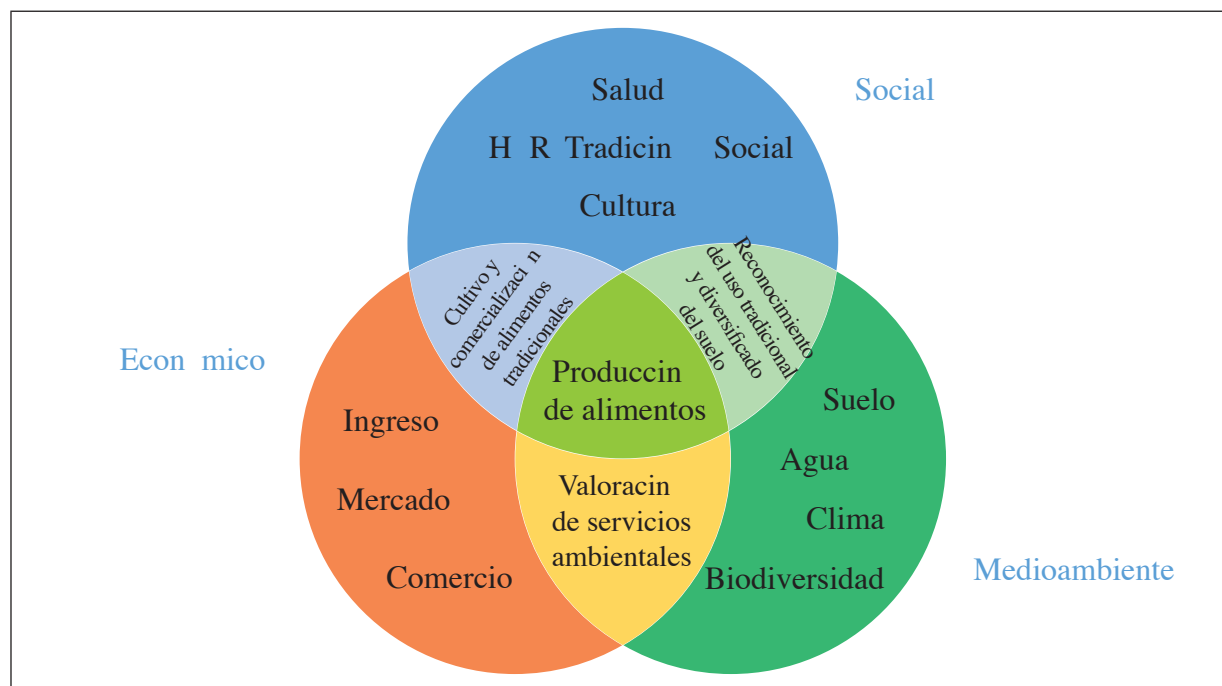 Salud
Social
H R Tradicin Social
Cultura
Cultivo y
comercializaci n
de alimentos
tradicionales
Reconocimiento
del uso tradicional
y diversificado
del suelo
Econ mico
Produccin
de alimentos
Ingreso
Mercado
Comercio
Valoracin
de servicios
ambientales
Suelo
Agua
Clima
Biodiversidad
Medioambiente